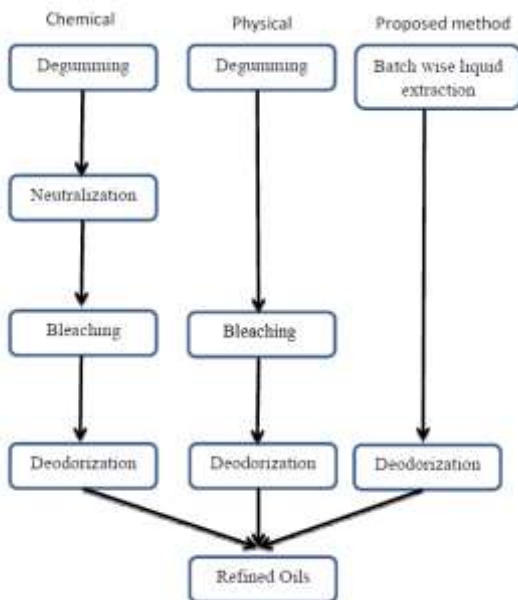 Chemical
Physical
Proposed method
Degumming
Degumming
Batch wise liquid
extraction
Neutralization
Bleaching
Bleaching
Deodorization
Deodorization
Deodorization
Refined Oils